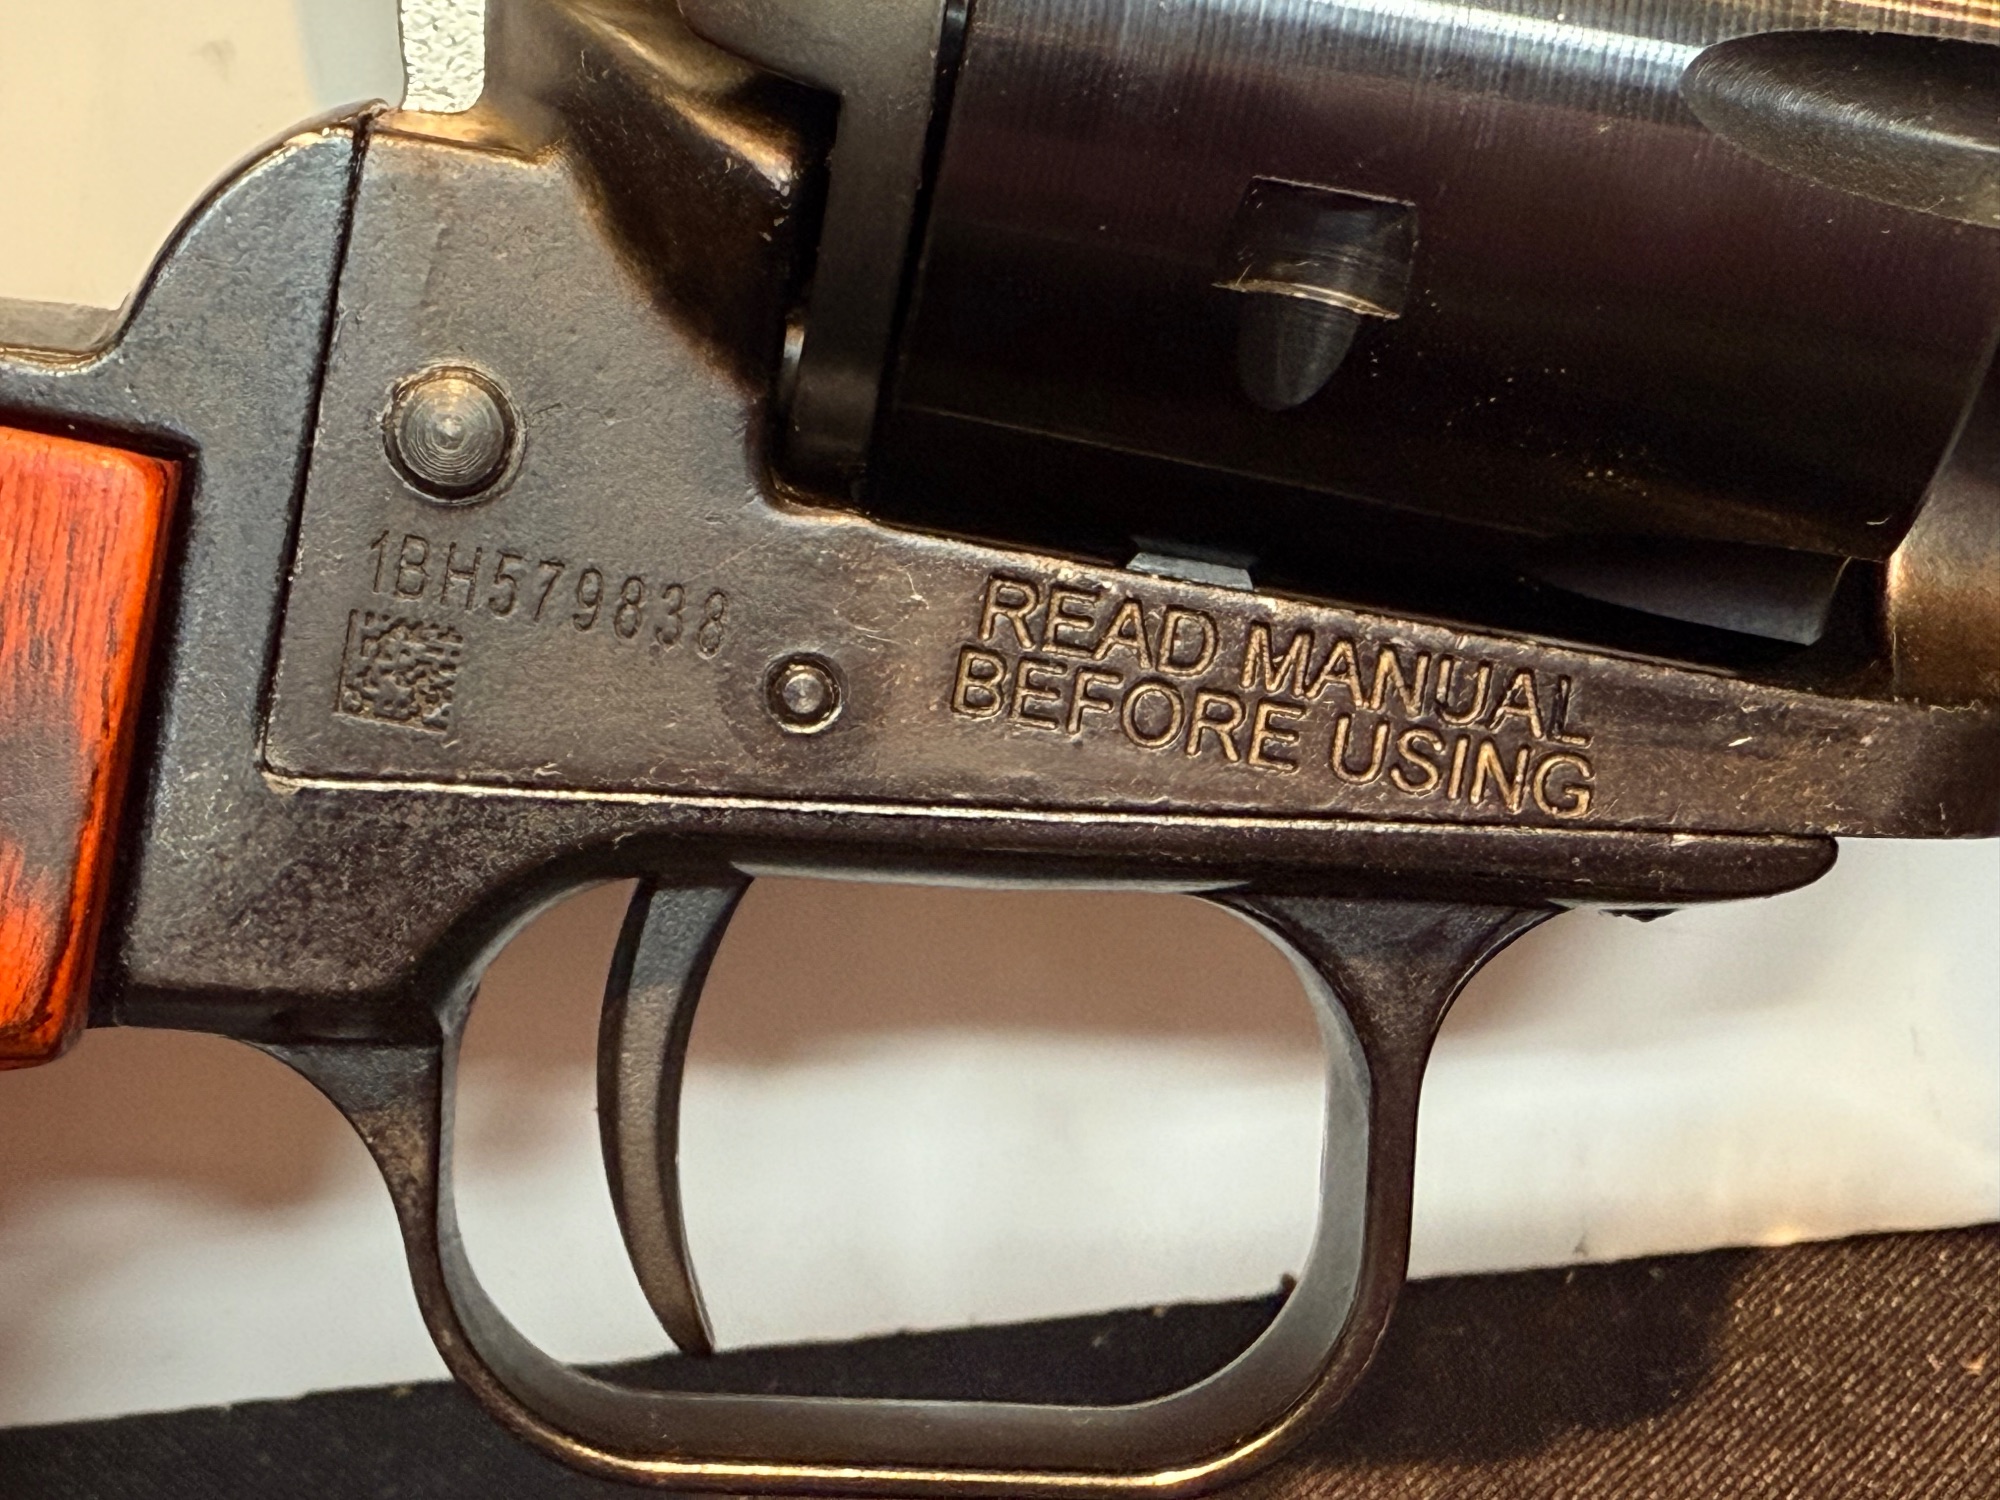 1BH579838
READ MANUAL
BEFORE USING